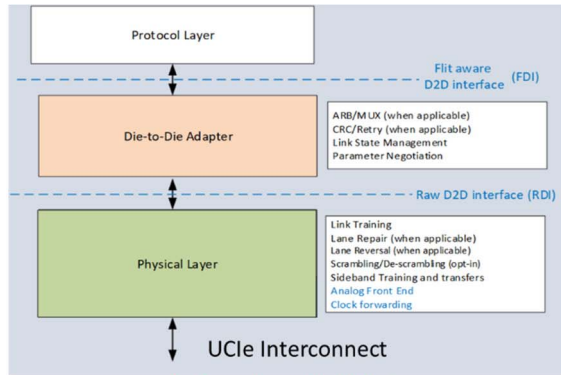 Protocol Layer
Flit aware
D2D interface (FDI)
Die-to-Die Adapter
ARB/MUX (when applicable)
CRC/Retry (when applicable)
Link State Management
Parameter Negotiation
Raw D2D interface (RDI)
Physical Layer
Link Training
Lane Repair (when applicable)
Lane Reversal (when applicable)
Scrambling/De-scrambling (opt-in)
Sideband Training and transfers
Analog Front End
Clock forwarding
UCIe Interconnect